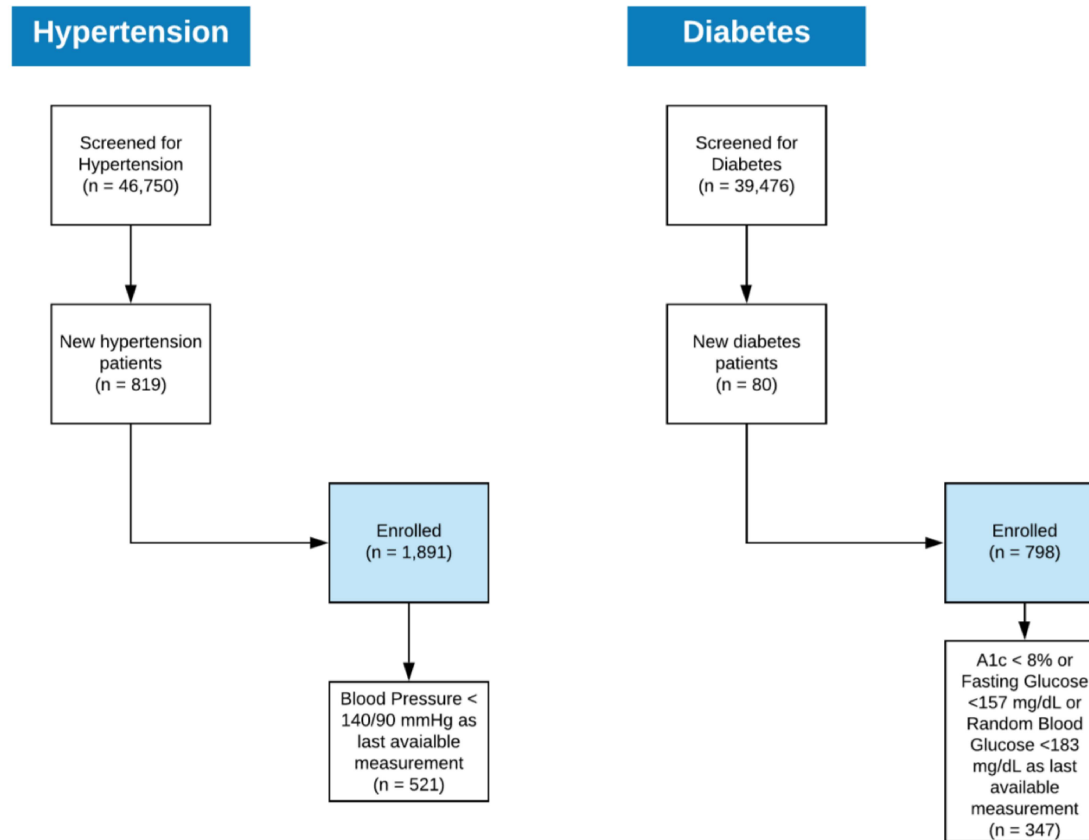 Hypertension
Screened for
Hypertension
(n = 46,750)
New hypertension
patients
(n = 819)
Enrolled
(n = 1,891)
Blood Pressure <
140/90 mmHg as
last avaialble
measurement
(n = 521)
Diabetes
Screened for
Diabetes
(n = 39,476)
New diabetes
patients
(n = 80)
Enrolled
(n = 798)
A1c < 8% or
Fasting Glucose
<157 mg/dL or
Random Blood
Glucose <183
mg/dL as last
available
measurement
(n = 347)